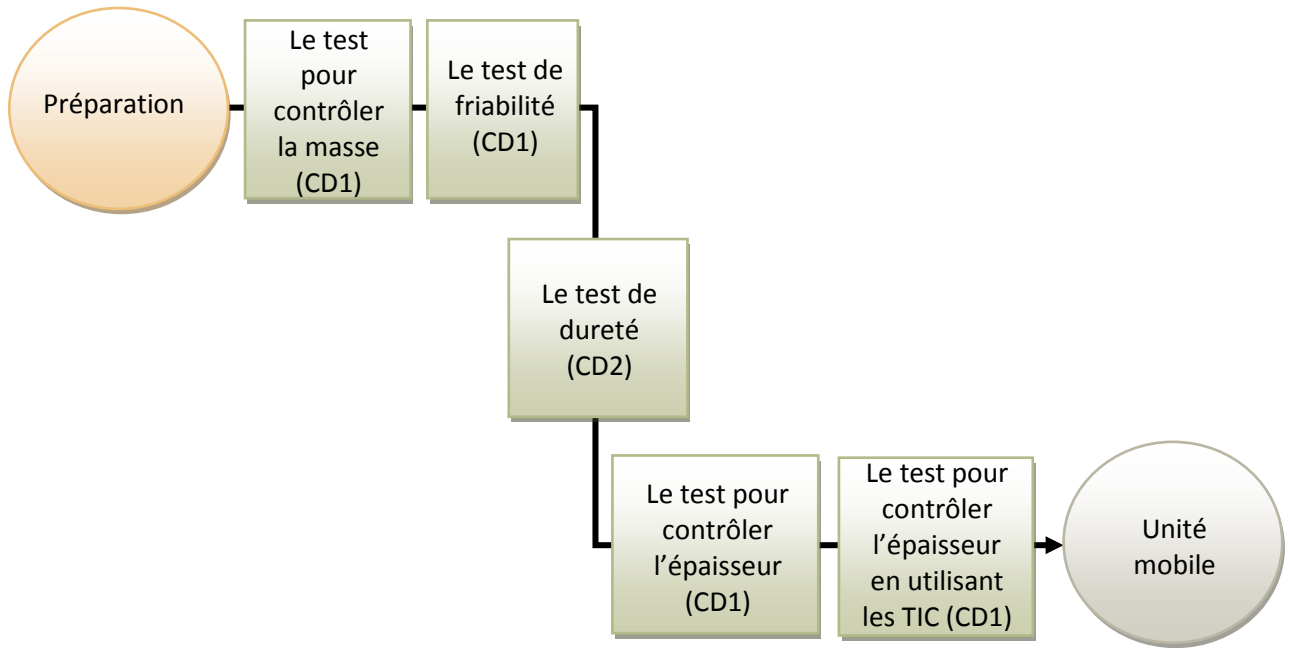 Préparation
Le test
pour
contrôler
la masse
(CD1)
Le test de
friabilité
(CD1)
Le test de
dureté
(CD2)
Le test pour
contrôler
l’épaisseur
(CD1)
Le test pour
contrôler
l’épaisseur
en utilisant
les TIC (CD1)
Unité
mobile